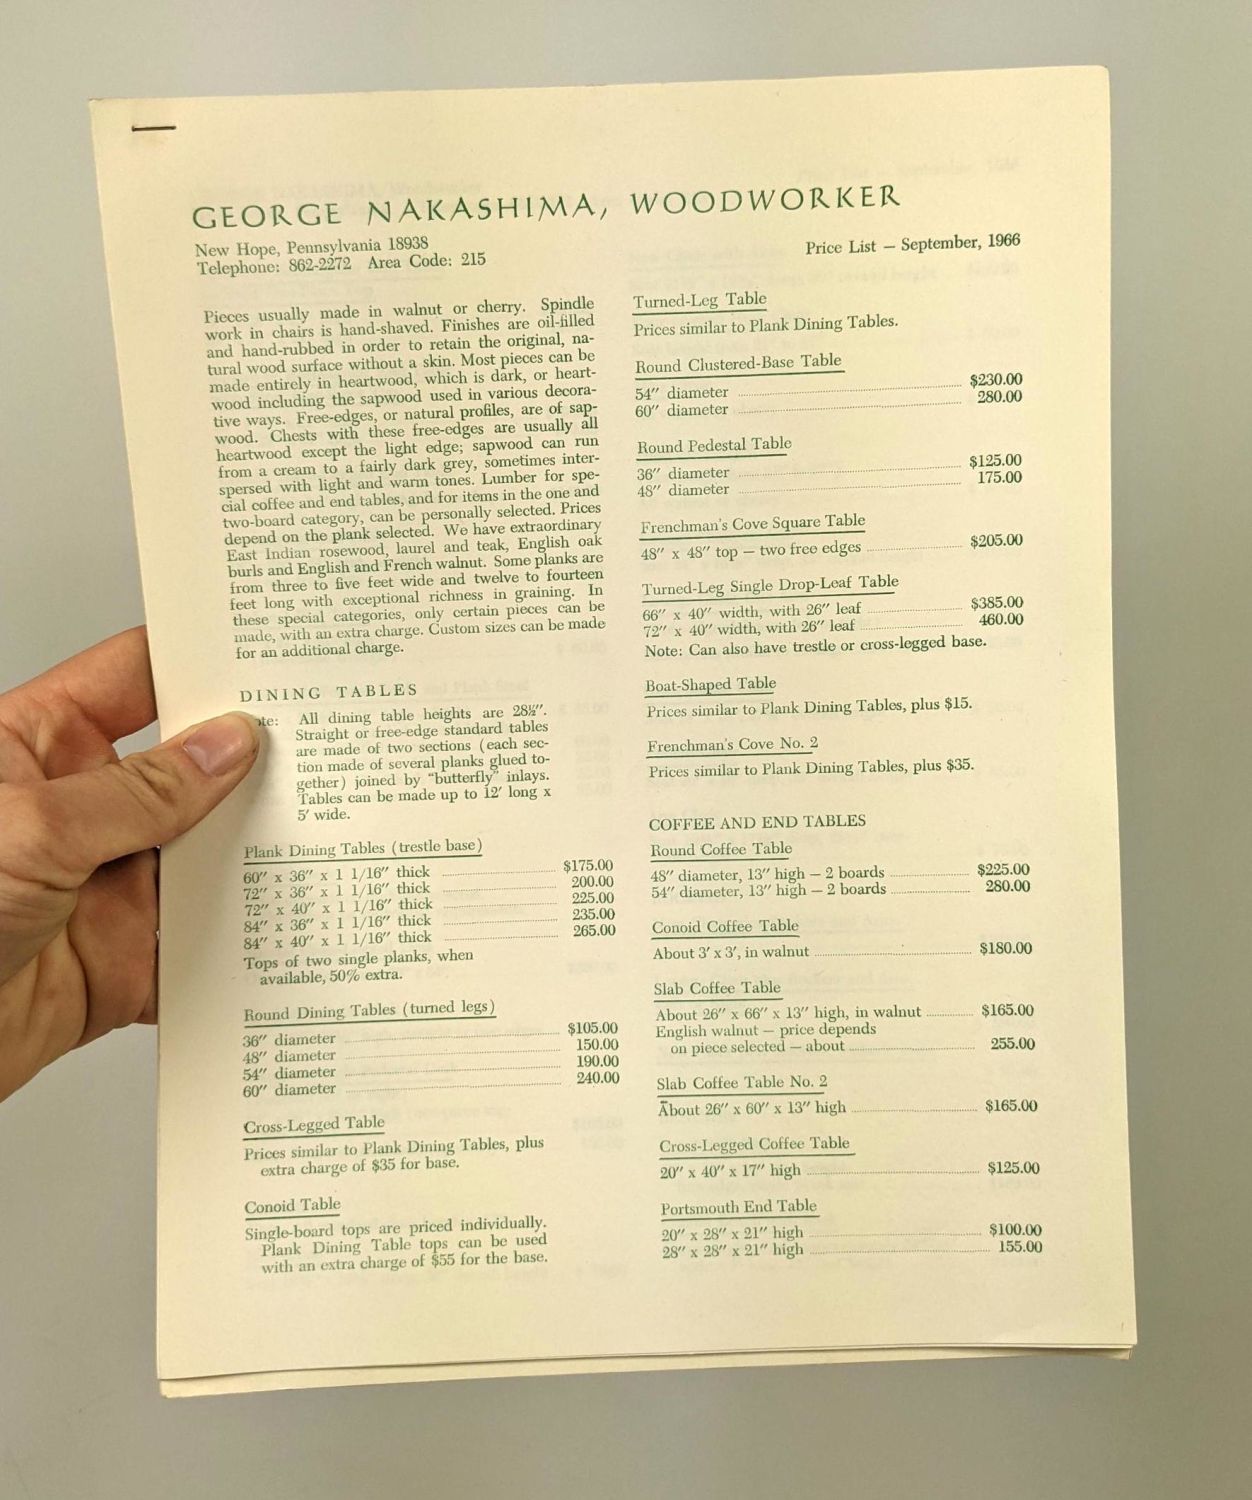 GEORGE NAKASHIMA, WOODWORKER
New Hope, Pennsylvania 18938
Telephone: 862-2272 Area Code: 215
Price List — September, 1966
Pieces usually made in walnut or cherry. Spindle
work in chairs is hand-shaved. Finishes are oil-filled
and hand-rubbed in order to retain the original, na-
tural wood surface without a skin. Most pieces can be
made entirely in heartwood, which is dark, or heart-
wood including the sapwood used in various decora-
tive ways. Free-edges, or natural profiles, are of sap-
wood. Chests with these free-edges are usually all
heartwood except the light edge; sapwood can run
from a cream to a fairly dark grey, sometimes inter-
spersed with light and warm tones. Lumber for spe-
cial coffee and end tables, and for items in the one and
two-board category, can be personally selected. Prices
depend on the plank selected. We have extraordinary
East Indian rosewood, laurel and teak, English oak
burls and English and French walnut. Some planks are
from three to five feet wide and twelve to fourteen
feet long with exceptional richness in graining. In
these special categories, only certain pieces can be
made, with an extra charge. Custom sizes can be made
for an additional charge.
DINING TABLES
ote: All dining table heights are 28½″.
Straight or free-edge standard tables
are made of two sections (each sec-
tion made of several planks glued to-
gether) joined by "butterfly" inlays.
Tables can be made up to 12′ long x
5′ wide.
Plank Dining Tables (trestle base)
60″ x 36″ x 1 1/16″ thick $175.00
72″ x 36″ x 1 1/16″ thick 200.00
72″ x 40″ x 1 1/16″ thick 225.00
84″ x 36″ x 1 1/16″ thick 235.00
84″ x 40″ x 1 1/16″ thick 265.00
Tops of two single planks, when
available, 50% extra.
Round Dining Tables (turned legs)
36″ diameter $105.00
48″ diameter 150.00
54″ diameter 190.00
60″ diameter 240.00
Cross-Legged Table
Prices similar to Plank Dining Tables, plus
extra charge of $35 for base.
Conoid Table
Single-board tops are priced individually.
Plank Dining Table tops can be used
with an extra charge of $55 for the base.
Turned-Leg Table
Prices similar to Plank Dining Tables.
Round Clustered-Base Table
54″ diameter $230.00
60″ diameter 280.00
Round Pedestal Table
36″ diameter $125.00
48″ diameter 175.00
Frenchman's Cove Square Table
48″ x 48″ top — two free edges $205.00
Turned-Leg Single Drop-Leaf Table
66″ x 40″ width, with 26″ leaf $385.00
72″ x 40″ width, with 26″ leaf 460.00
Note: Can also have trestle or cross-legged base.
Boat-Shaped Table
Prices similar to Plank Dining Tables, plus $15.
Frenchman's Cove No. 2
Prices similar to Plank Dining Tables, plus $35.
COFFEE AND END TABLES
Round Coffee Table
48″ diameter, 13″ high — 2 boards $225.00
54″ diameter, 13″ high — 2 boards 280.00
Conoid Coffee Table
About 3′ x 3′, in walnut $180.00
Slab Coffee Table
About 26″ x 66″ x 13″ high, in walnut $165.00
English walnut — price depends
on piece selected — about 255.00
Slab Coffee Table No. 2
About 26″ x 60″ x 13″ high $165.00
Cross-Legged Coffee Table
20″ x 40″ x 17″ high $125.00
Portsmouth End Table
20″ x 28″ x 21″ high $100.00
28″ x 28″ x 21″ high 155.00